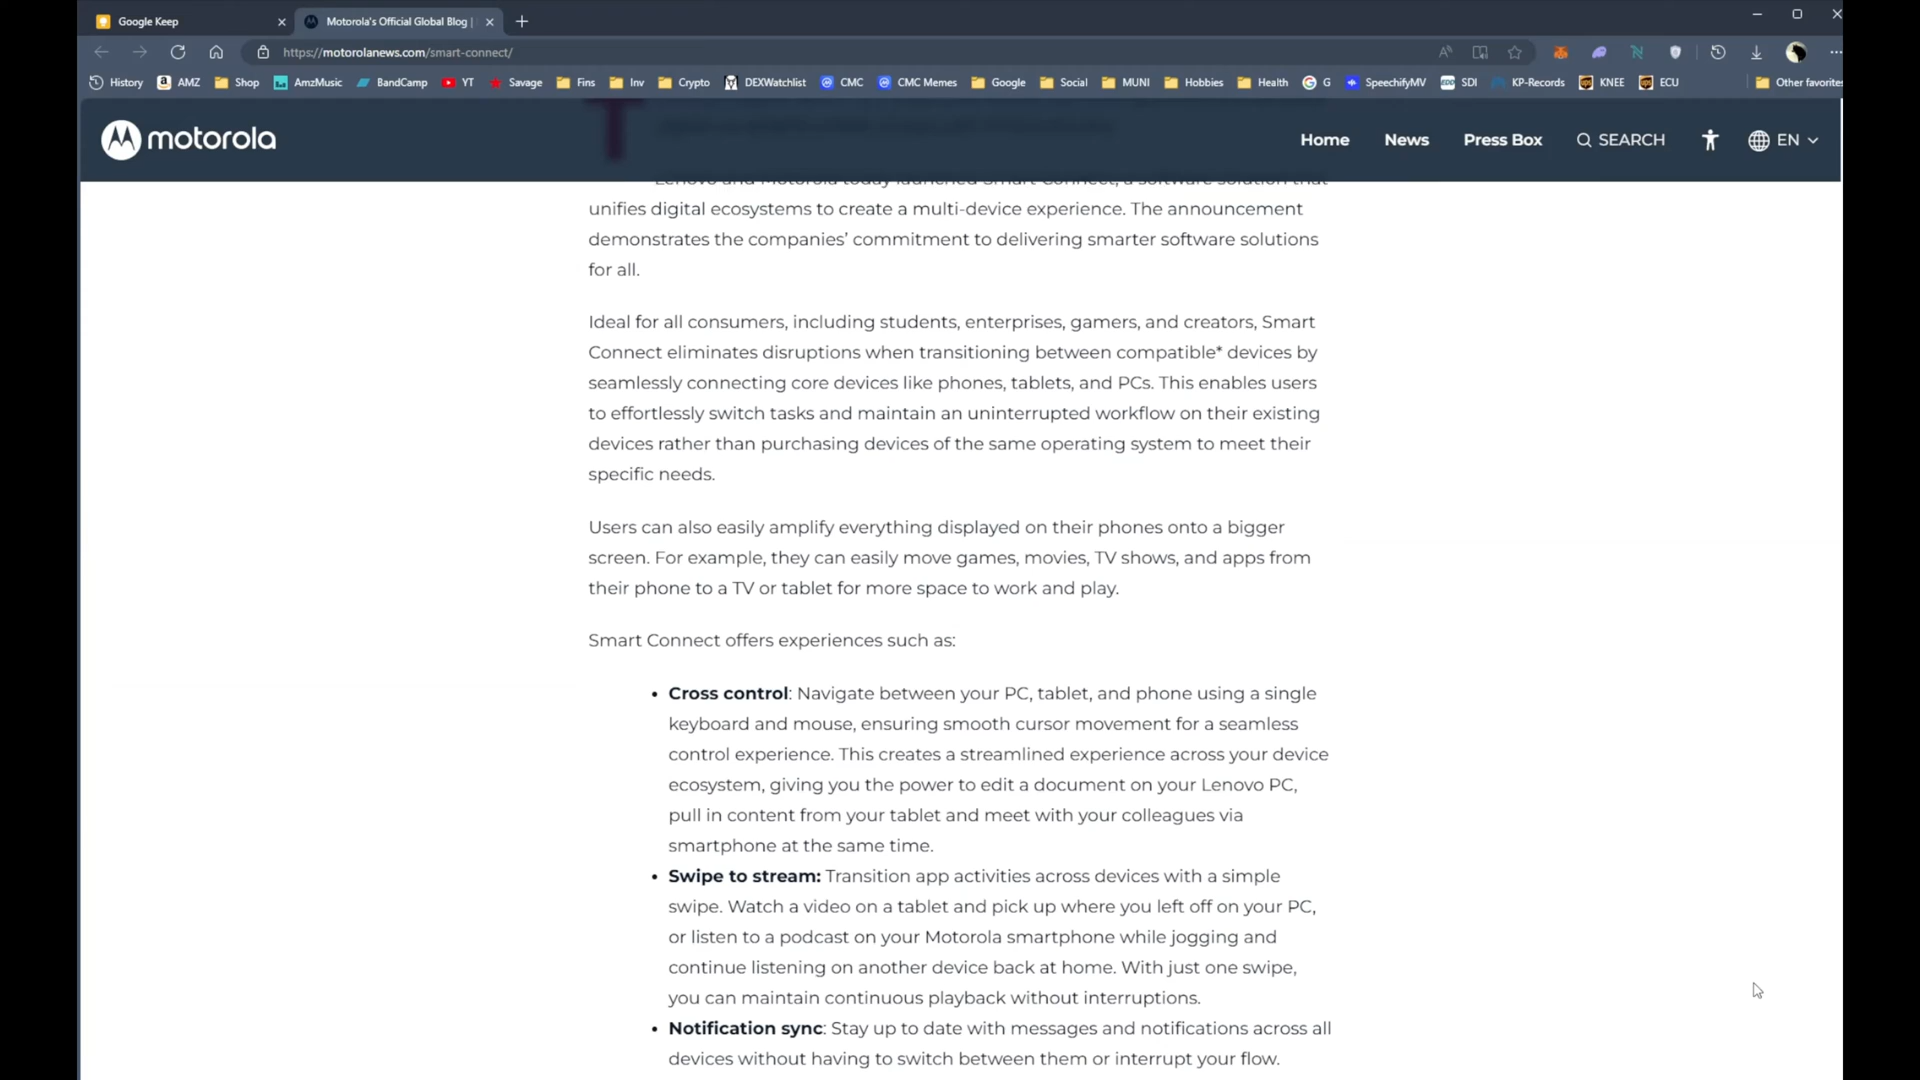 Google Keep
Motorola's Official Global Blog |
https://motorolanews.com/smart-connect/
History
AMZ
Shop
AmzMusic
BandCamp
YT
Savage
Fins
Inv
Crypto
DEXWatchlist
CMC
CMC Memes
Google
Social
MUNI
Hobbies
Health
G
SpeechifyMV
SDI
KP-Records
KNEE
ECU
Other favorites
motorola
Home
News
Press Box
SEARCH
EN
T
Lenovo and Motorola today launched Smart Connect, a software solution that
unifies digital ecosystems to create a multi-device experience. The announcement
demonstrates the companies’ commitment to delivering smarter software solutions
for all.
Ideal for all consumers, including students, enterprises, gamers, and creators, Smart
Connect eliminates disruptions when transitioning between compatible* devices by
seamlessly connecting core devices like phones, tablets, and PCs. This enables users
to effortlessly switch tasks and maintain an uninterrupted workflow on their existing
devices rather than purchasing devices of the same operating system to meet their
specific needs.
Users can also easily amplify everything displayed on their phones onto a bigger
screen. For example, they can easily move games, movies, TV shows, and apps from
their phone to a TV or tablet for more space to work and play.
Smart Connect offers experiences such as:
• Cross control: Navigate between your PC, tablet, and phone using a single
keyboard and mouse, ensuring smooth cursor movement for a seamless
control experience. This creates a streamlined experience across your device
ecosystem, giving you the power to edit a document on your Lenovo PC,
pull in content from your tablet and meet with your colleagues via
smartphone at the same time.
• Swipe to stream: Transition app activities across devices with a simple
swipe. Watch a video on a tablet and pick up where you left off on your PC,
or listen to a podcast on your Motorola smartphone while jogging and
continue listening on another device back at home. With just one swipe,
you can maintain continuous playback without interruptions.
• Notification sync: Stay up to date with messages and notifications across all
devices without having to switch between them or interrupt your flow.